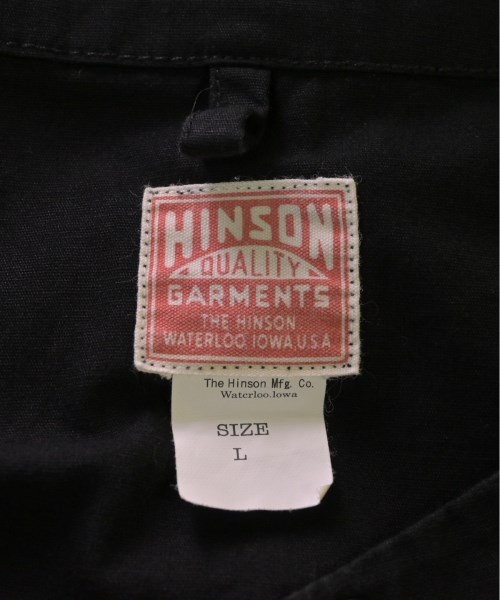 HINSON
QUALITY
GARMENTS
THE HINSON
WATERLOO IOWA U.S.A
The Hinson Mfg. Co.
Waterloo.Iowa
SIZE
L